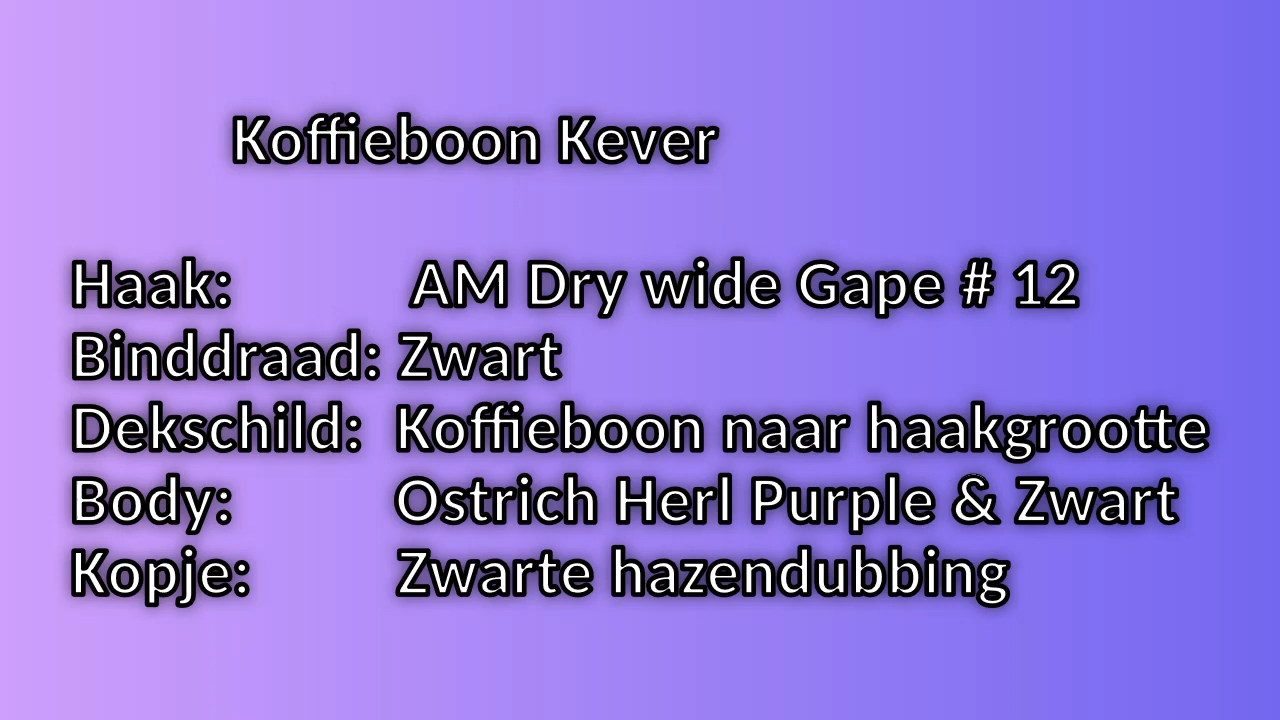 Koffieboon Kever
Haak: AM Dry wide Gape # 12
Binddraad: Zwart
Dekschild: Koffieboon naar haakgrootte
Body: Ostrich Herl Purple & Zwart
Kopje: Zwarte hazendubbing